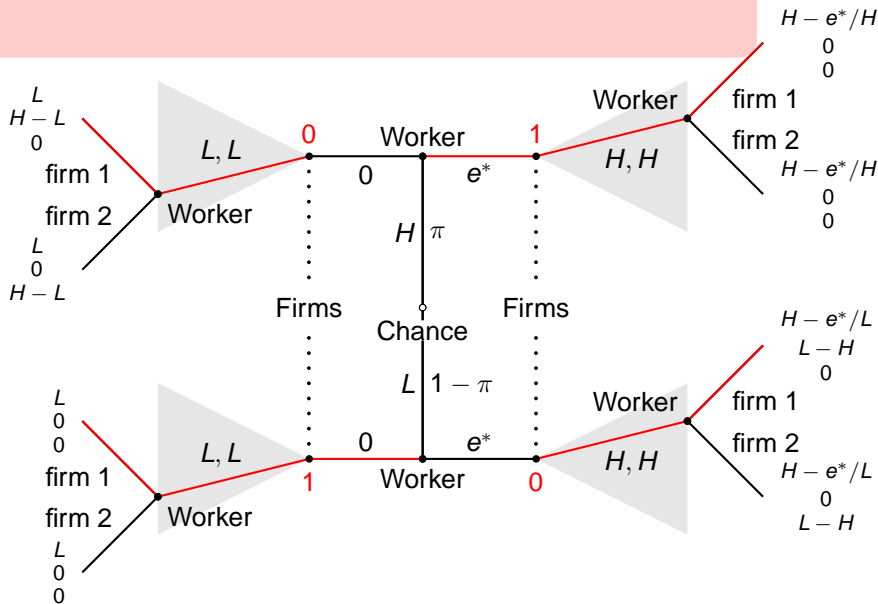 H − e*/H
0
0
Worker
firm 1
firm 2
H, H
H − e*/H
0
0
L
H − L
0
firm 1
firm 2
L
0
H − L
Worker
L, L
0
Worker
1
0
e*
H
π
Firms
Chance
Firms
L
1 − π
H − e*/L
L − H
0
Worker
firm 1
firm 2
H, H
H − e*/L
0
L − H
L
0
0
firm 1
firm 2
L
0
0
Worker
L, L
0
e*
1
Worker
0